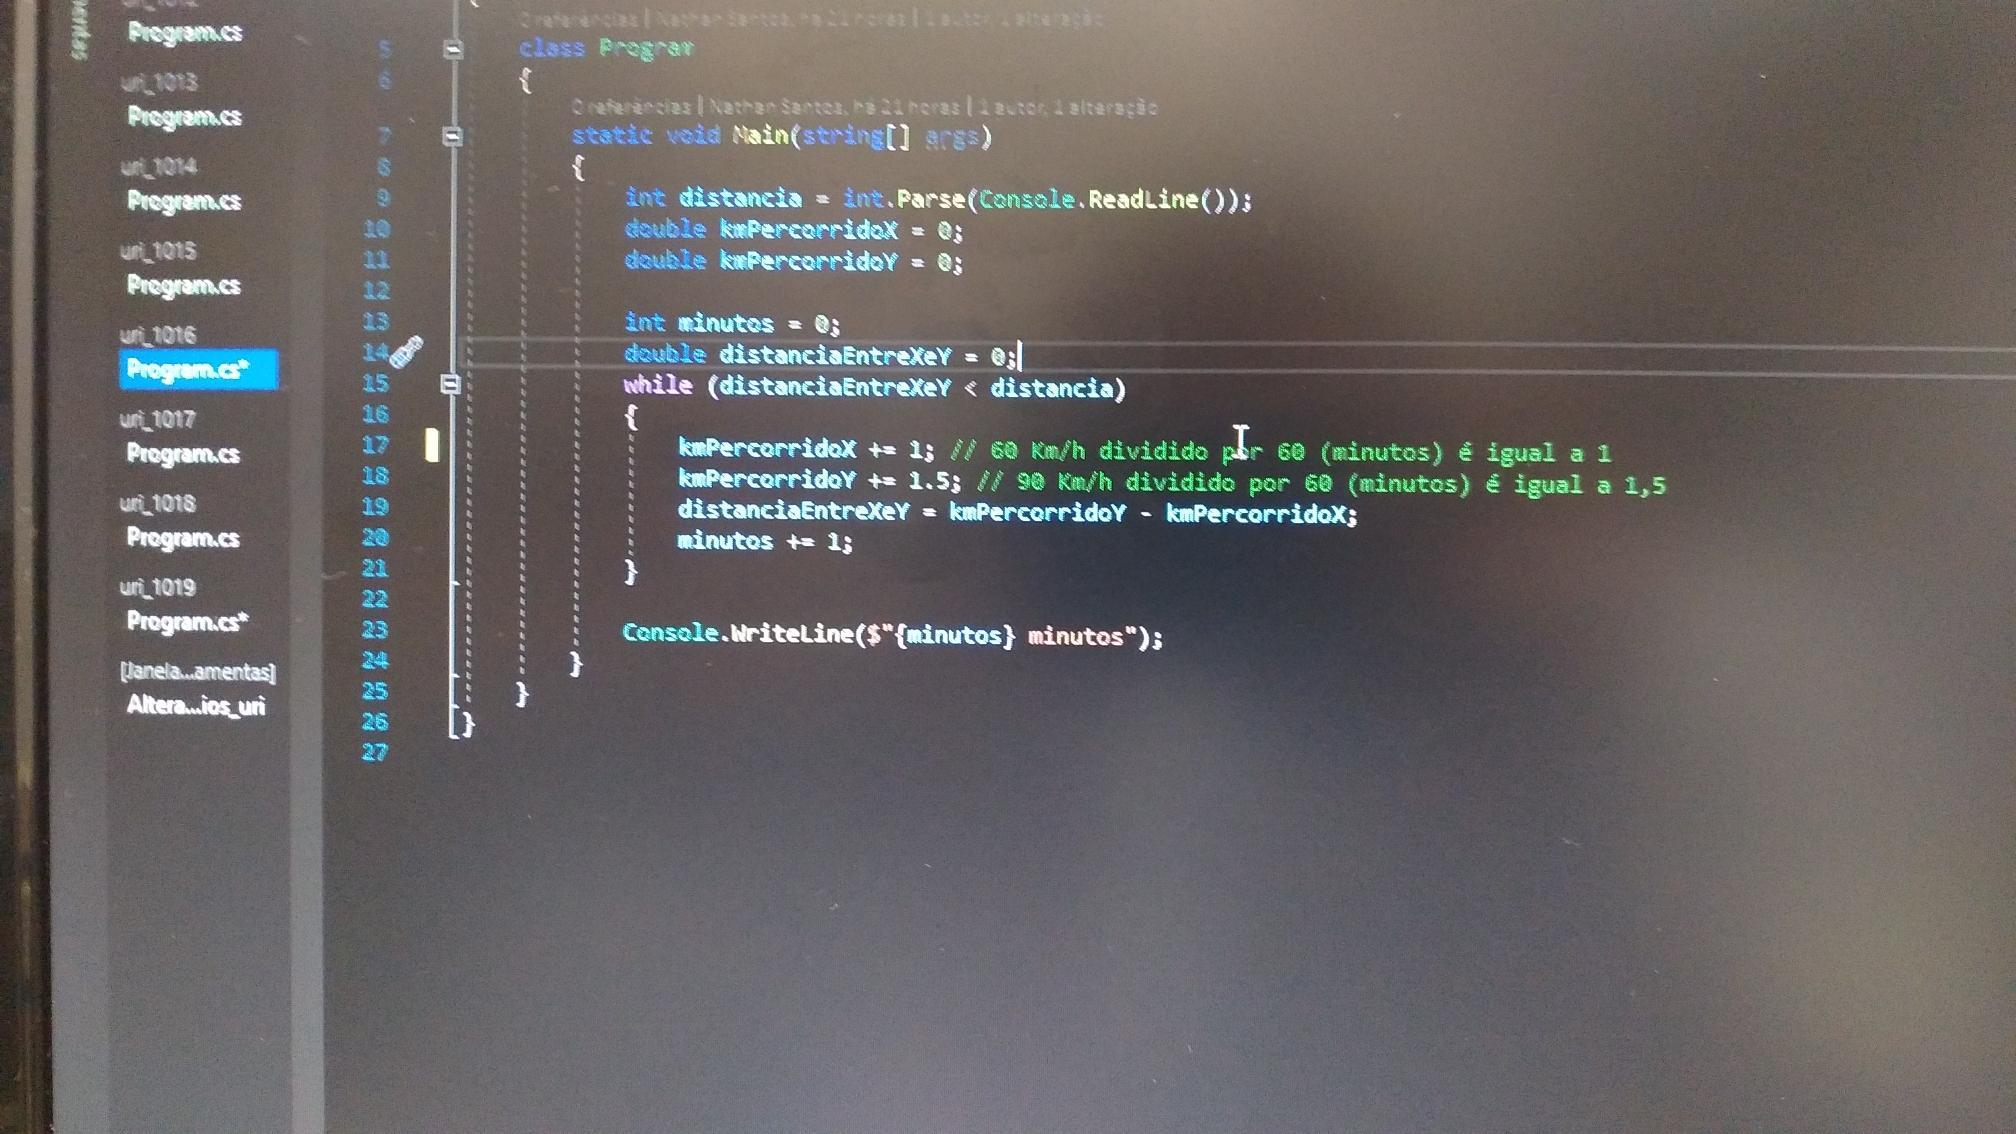 Program.cs
uri_1013
Program.cs
uri_1014
Program.cs
uri_1015
Program.cs
uri_1016
Program.cs*
uri_1017
Program.cs
uri_1018
Program.cs
uri_1019
Program.cs*
[Janela...amentas]
Altera...ios_uri
2 referências | Nathan Santos, há 21 horas | 1 autor, 1 alteração
5 class Program
6 {
0 referências | Nathan Santos, há 21 horas | 1 autor, 1 alteração
7 static void Main(string[] args)
8 {
9 int distancia = int.Parse(Console.ReadLine());
10 double kmPercorridoX = 0;
11 double kmPercorridoY = 0;
12
13 int minutos = 0;
14 double distanciaEntreXeY = 0;
15 while (distanciaEntreXeY < distancia)
16 {
17 kmPercorridoX += 1; // 60 Km/h dividido por 60 (minutos) é igual a 1
18 kmPercorridoY += 1.5; // 90 Km/h dividido por 60 (minutos) é igual a 1,5
19 distanciaEntreXeY = kmPercorridoY - kmPercorridoX;
20 minutos += 1;
21 }
22
23 Console.WriteLine($"{minutos} minutos");
24 }
25 }
26 }
27